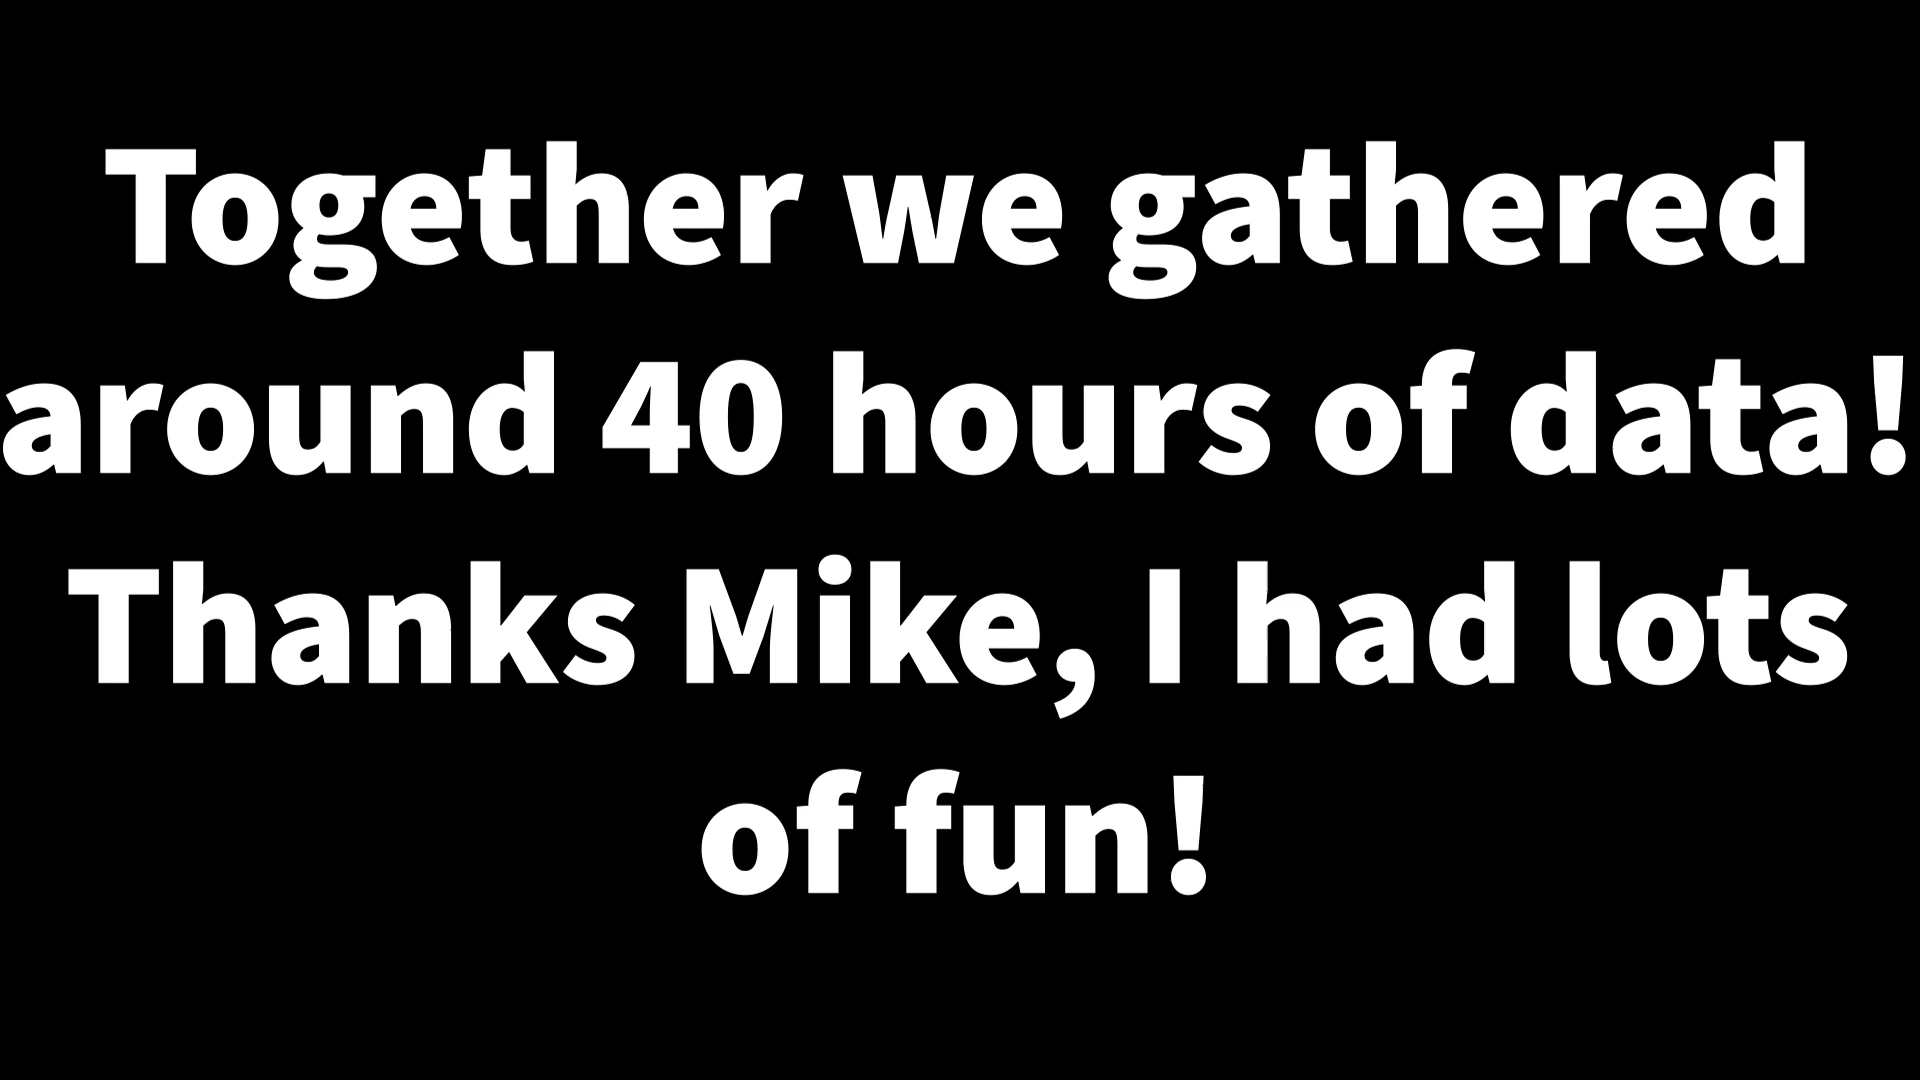 Together we gathered
around 40 hours of data!
Thanks Mike, I had lots
of fun!